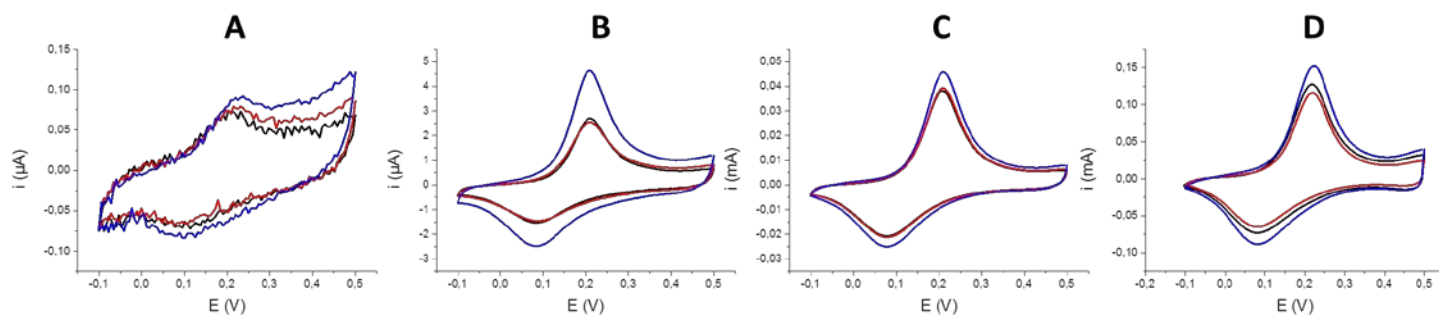 A
0,15
0,10
0,05
0,00
-0,05
-0,10
i (µA)
-0,1 0,0 0,1 0,2 0,3 0,4 0,5
E (V)
B
5
4
3
2
1
0
-1
-2
-3
i (µA)
-0,1 0,0 0,1 0,2 0,3 0,4 0,5
E (V)
C
0,05
0,04
0,03
0,02
0,01
0,00
-0,01
-0,02
-0,03
i (mA)
-0,1 0,0 0,1 0,2 0,3 0,4 0,5
E (V)
D
0,15
0,10
0,05
0,00
-0,05
-0,10
i (mA)
-0,2 -0,1 0,0 0,1 0,2 0,3 0,4 0,5
E (V)